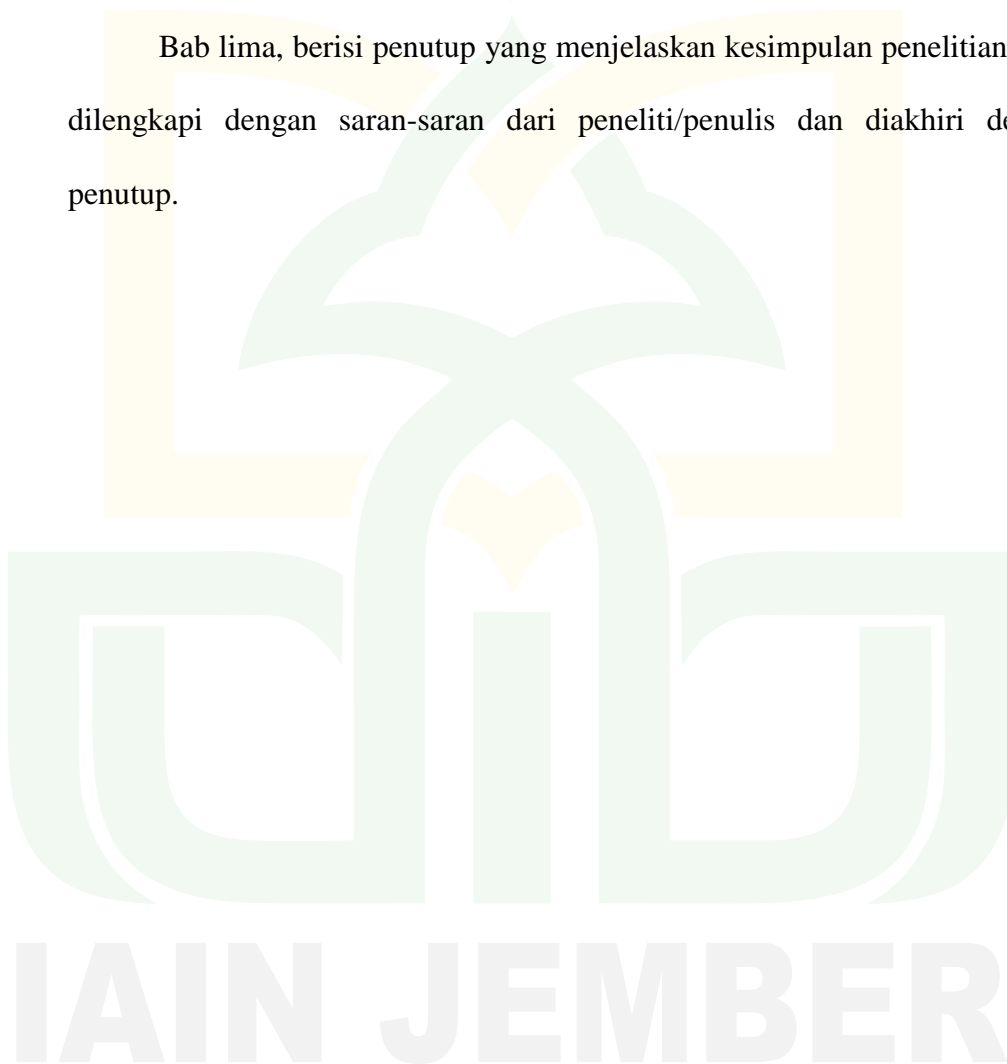 Bab lima, berisi penutup yang menjelaskan kesimpulan penelitian
dilengkapi dengan saran-saran dari peneliti/penulis dan diakhiri
penutup.
IAIN JEMBER